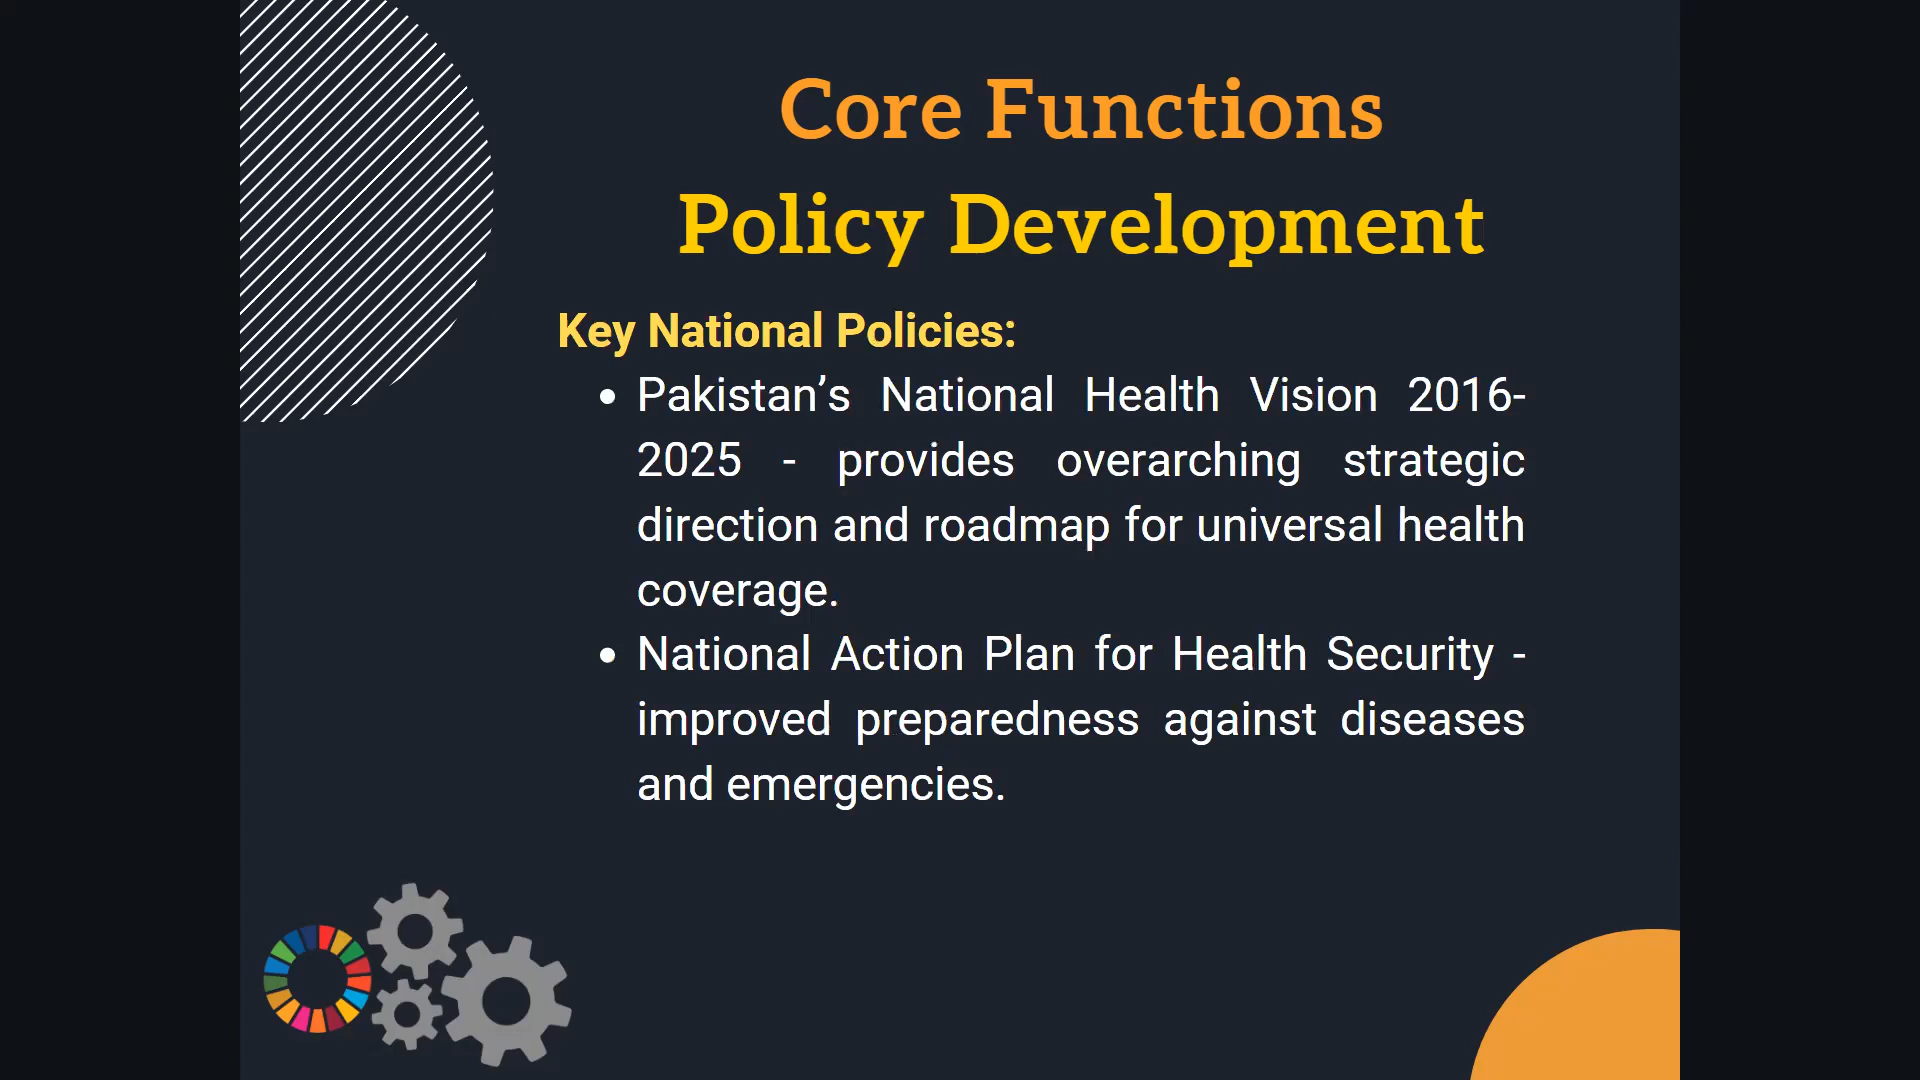 Core Functions
Policy Development
Key National Policies:
• Pakistan’s National Health Vision 2016-
2025 - provides overarching strategic
direction and roadmap for universal health
coverage.
• National Action Plan for Health Security -
improved preparedness against diseases
and emergencies.